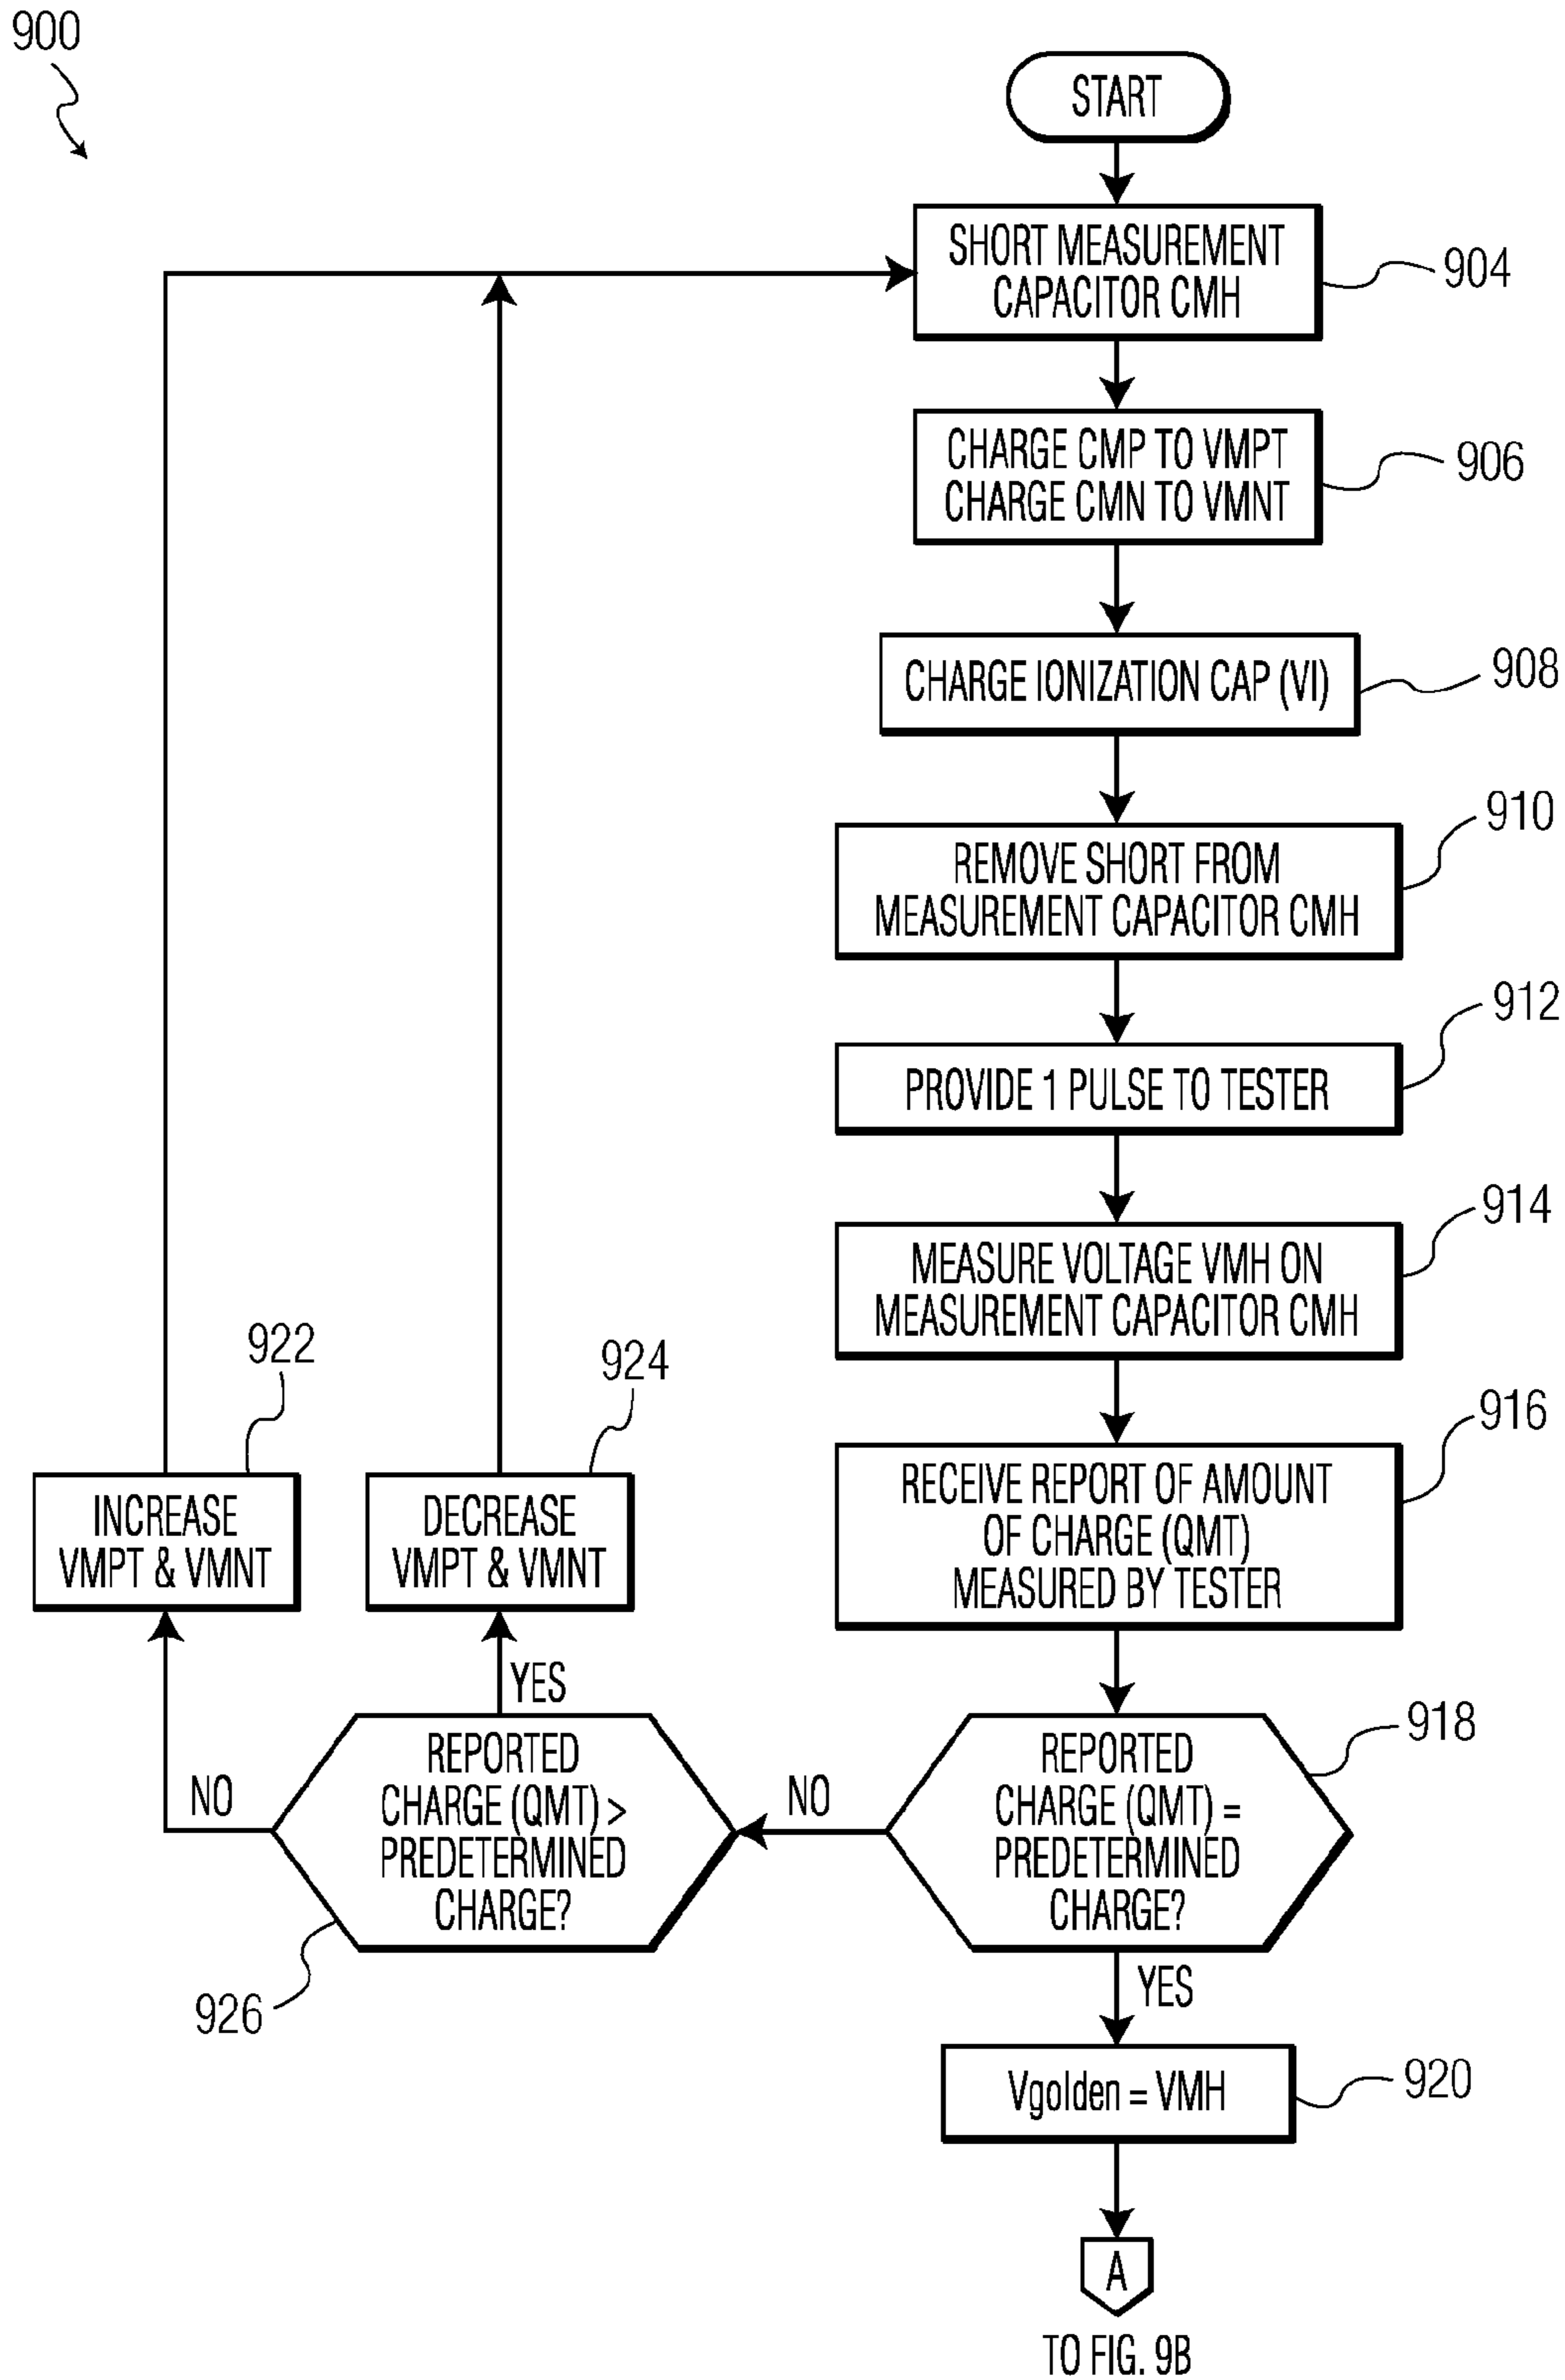 900
START
SHORT MEASUREMENT
CAPACITOR CMH
904
CHARGE CMP TO VMPT
CHARGE CMN TO VMNT
906
CHARGE IONIZATION CAP (VI)
908
REMOVE SHORT FROM
MEASUREMENT CAPACITOR CMH
910
PROVIDE 1 PULSE TO TESTER
912
MEASURE VOLTAGE VMH ON
MEASUREMENT CAPACITOR CMH
914
RECEIVE REPORT OF AMOUNT
OF CHARGE (QMT)
MEASURED BY TESTER
916
922
INCREASE
VMPT & VMNT
924
DECREASE
VMPT & VMNT
YES
NO
REPORTED
CHARGE (QMT) >
PREDETERMINED
CHARGE?
926
NO
REPORTED
CHARGE (QMT) =
PREDETERMINED
CHARGE?
918
YES
Vgolden = VMH
920
A
TO FIG. 9B